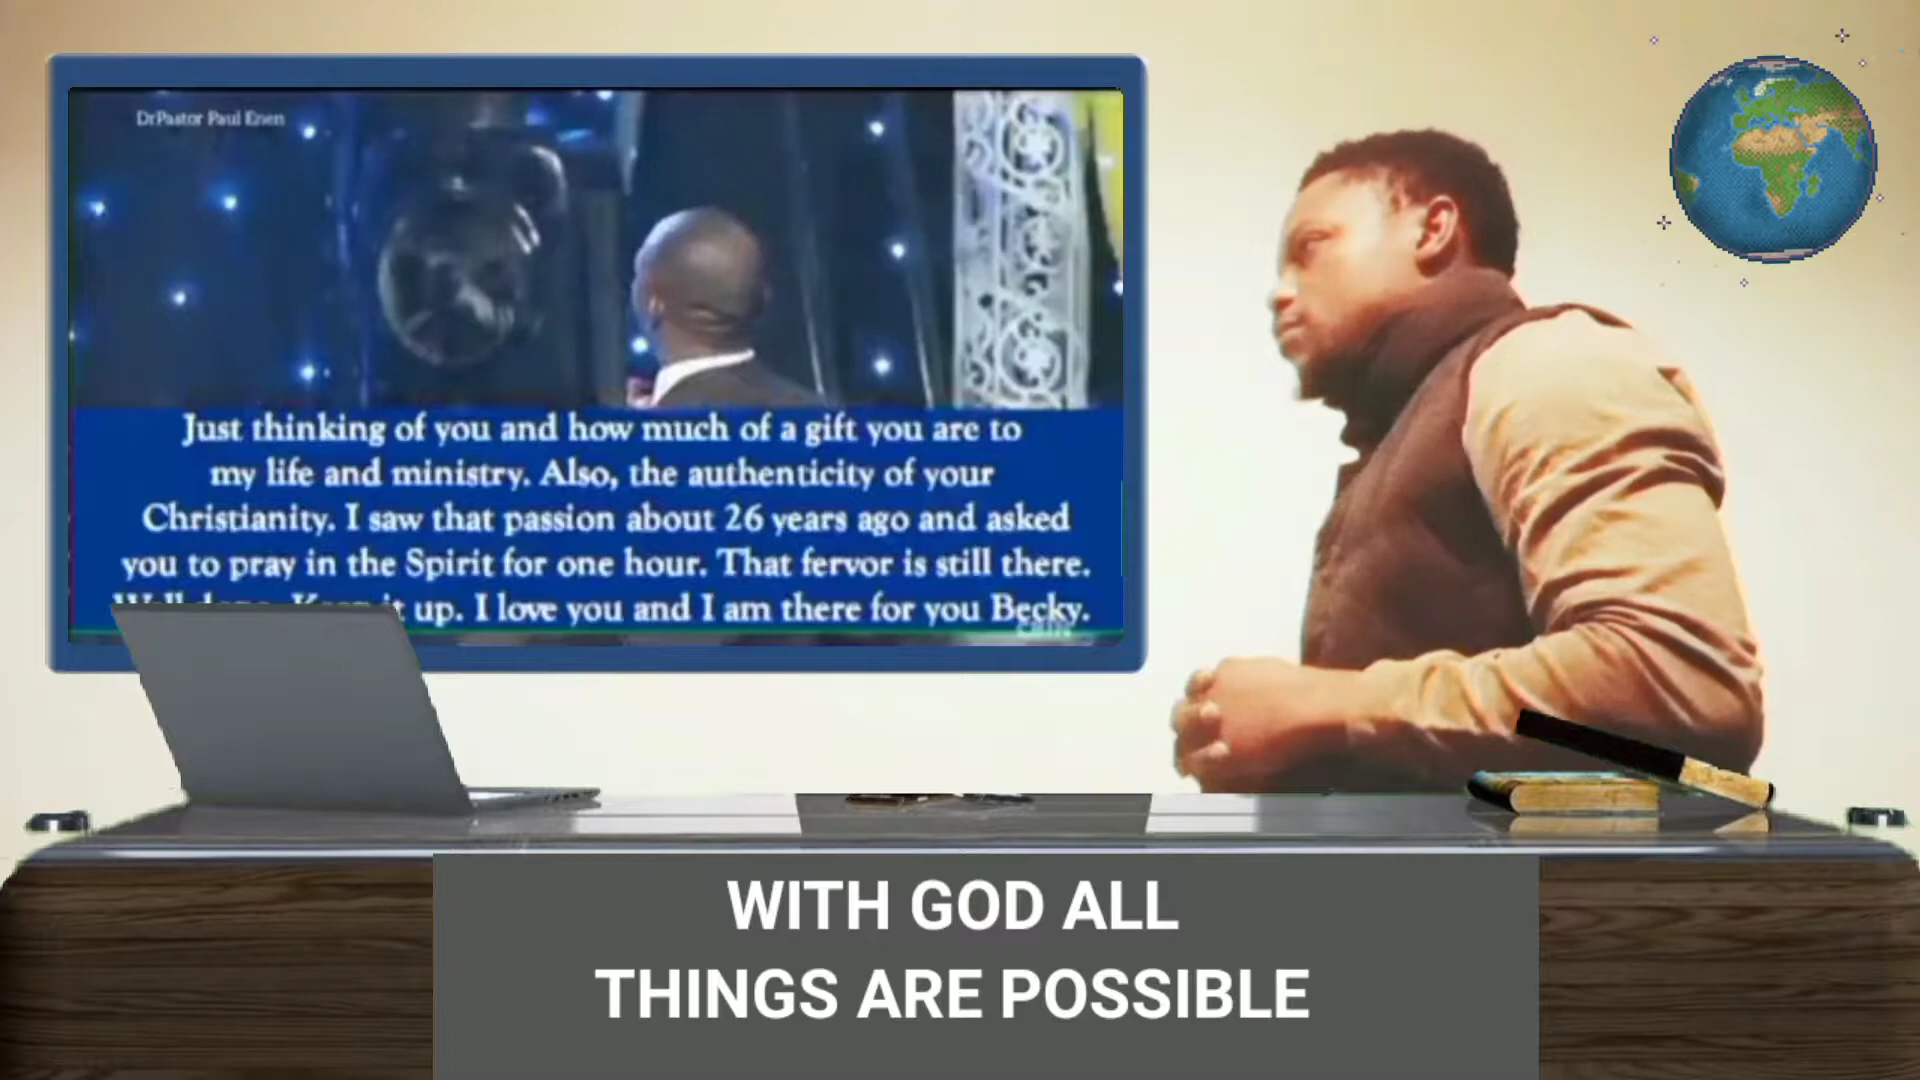 DrPastor Paul Enen
Just thinking of you and how much of a gift you are to
my life and ministry. Also, the authenticity of your
Christianity. I saw that passion about 26 years ago and asked
you to pray in the Spirit for one hour. That fervor is still there.
it up. I love you and I am there for you Becky.
WITH GOD ALL
THINGS ARE POSSIBLE